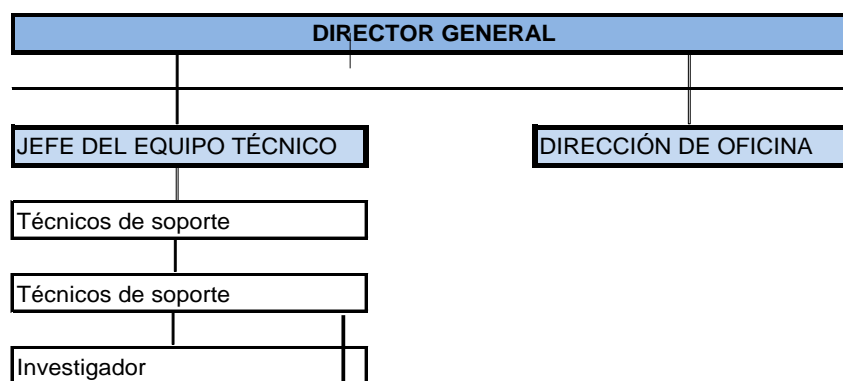 DIRECTOR GENERAL
JEFE DEL EQUIPO TÉCNICO
DIRECCIÓN DE OFICINA
Técnicos de soporte
Técnicos de soporte
Investigador